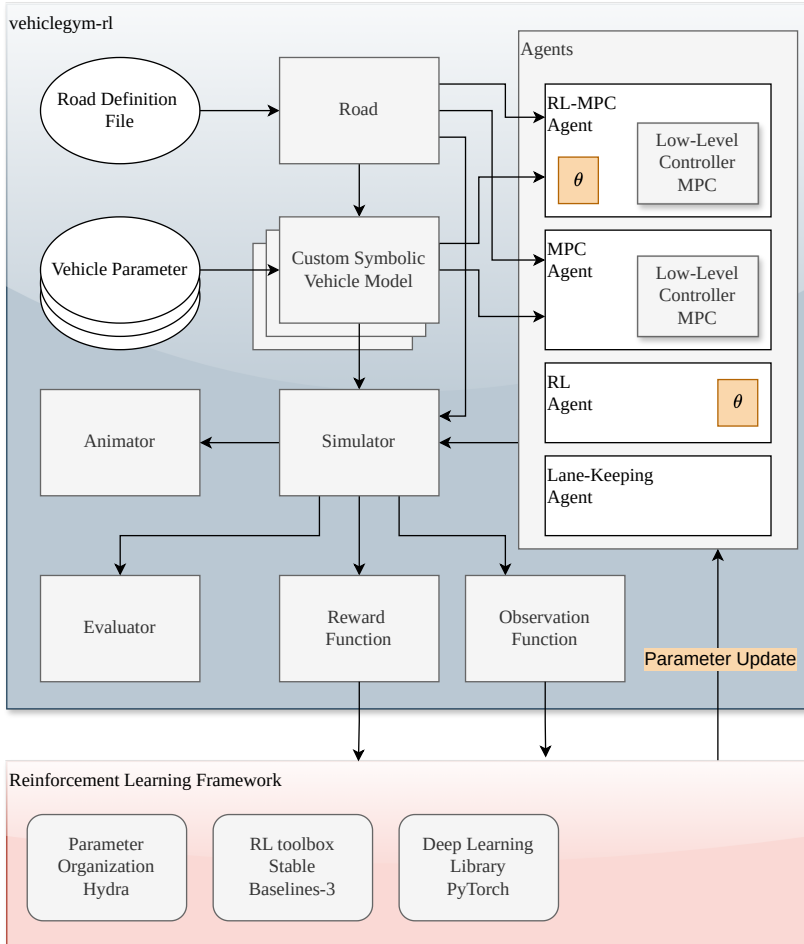 vehiclegym-rl
Road Definition
File
Road
Vehicle Parameter
Custom Symbolic
Vehicle Model
Animator
Simulator
Evaluator
Reward
Function
Observation
Function
Agents
RL-MPC
Agent
θ
Low-Level
Controller
MPC
MPC
Agent
Low-Level
Controller
MPC
RL
Agent
θ
Lane-Keeping
Agent
Parameter Update
Reinforcement Learning Framework
Parameter
Organization
Hydra
RL toolbox
Stable
Baselines-3
Deep Learning
Library
PyTorch